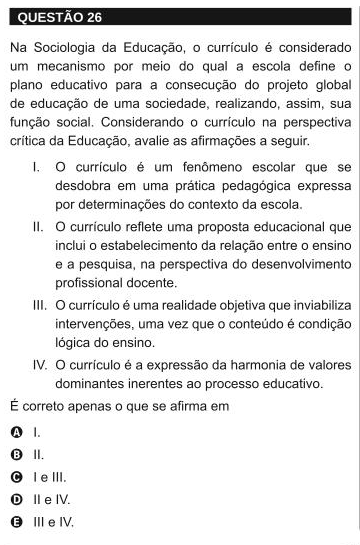 QUESTÃO 26
Na Sociologia da Educação, o currículo é considerado
um mecanismo por meio do qual a escola define o
plano educativo para a consecução do projeto global
de educação de uma sociedade, realizando, assim, sua
função social. Considerando o currículo na perspectiva
crítica da Educação, avalie as afirmações a seguir.
I. O currículo é um fenômeno escolar que se
desdobra em uma prática pedagógica expressa
por determinações do contexto da escola.
II. O currículo reflete uma proposta educacional que
inclui o estabelecimento da relação entre o ensino
e a pesquisa, na perspectiva do desenvolvimento
profissional docente.
III. O currículo é uma realidade objetiva que inviabiliza
intervenções, uma vez que o conteúdo é condição
lógica do ensino.
IV. O currículo é a expressão da harmonia de valores
dominantes inerentes ao processo educativo.
É correto apenas o que se afirma em
A I.
B II.
C I e III.
D II e IV.
E III e IV.